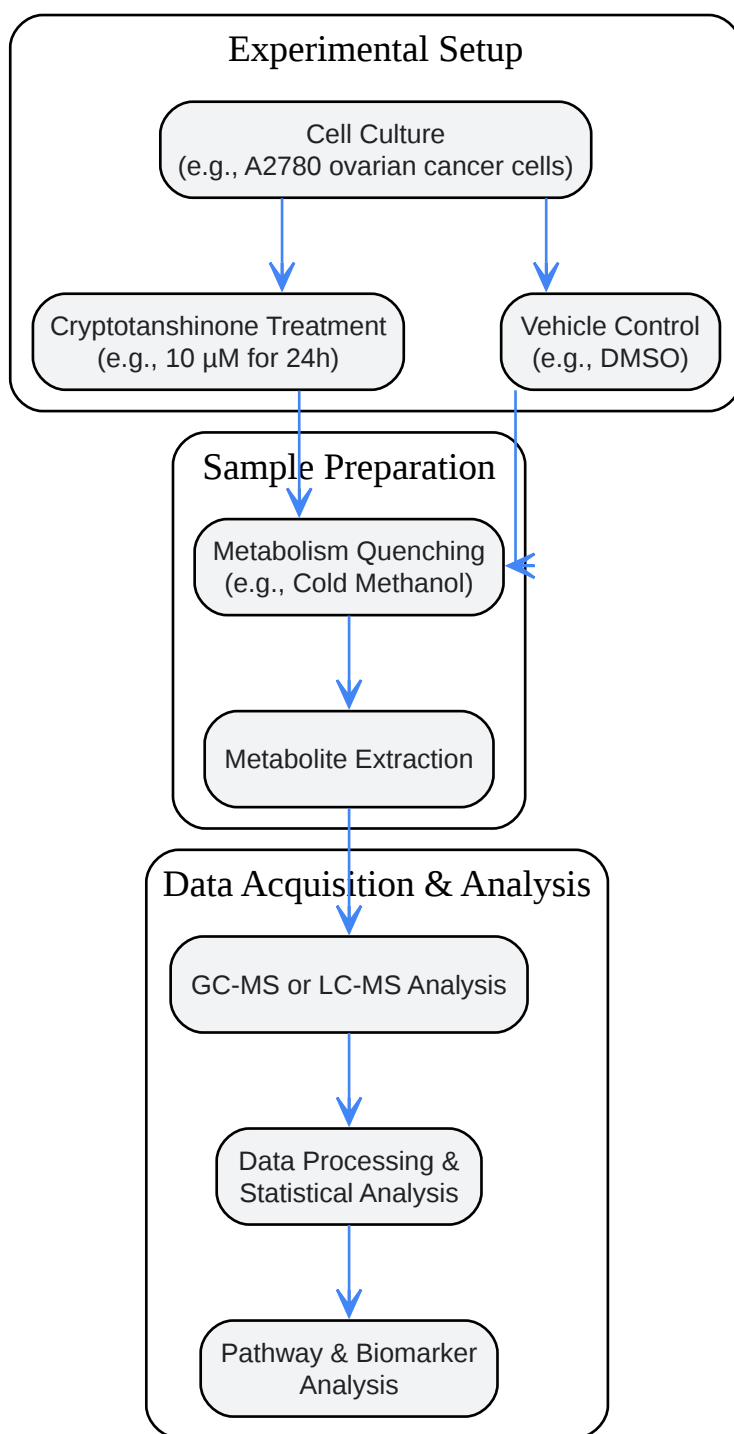 Experimental Setup
Cell Culture
(e.g., A2780 ovarian cancer cells)
Cryptotanshinone Treatment
(e.g., 10 µM for 24h)
Vehicle Control
(e.g., DMSO)
Sample Preparation
Metabolism Quenching
(e.g., Cold Methanol)
Metabolite Extraction
Data Acquisition & Analysis
GC-MS or LC-MS Analysis
Data Processing &
Statistical Analysis
Pathway & Biomarker
Analysis